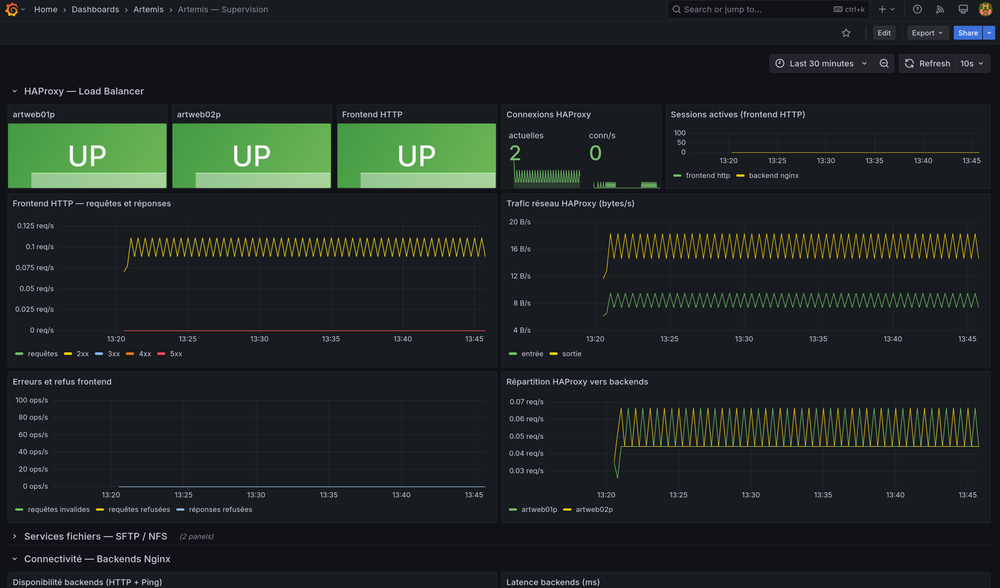 Home › Dashboards › Artemis › Artemis — Supervision
Search or jump to...
ctrl+k
Edit
Export
Share
Last 30 minutes
Refresh
10s
HAProxy — Load Balancer
artweb01p
UP
artweb02p
UP
Frontend HTTP
UP
Connexions HAProxy
actuelles
2
conn/s
0
Sessions actives (frontend HTTP)
100
50
0
13:20 13:25 13:30 13:35 13:40 13:45
frontend http backend nginx
Frontend HTTP — requêtes et réponses
0.125 req/s
0.1 req/s
0.075 req/s
0.05 req/s
0.025 req/s
0 req/s
13:20 13:25 13:30 13:35 13:40 13:45
requêtes 2xx 3xx 4xx 5xx
Trafic réseau HAProxy (bytes/s)
20 B/s
16 B/s
12 B/s
8 B/s
4 B/s
13:20 13:25 13:30 13:35 13:40 13:45
entrée sortie
Erreurs et refus frontend
100 ops/s
80 ops/s
60 ops/s
40 ops/s
20 ops/s
0 ops/s
13:20 13:25 13:30 13:35 13:40 13:45
requêtes invalides requêtes refusées réponses refusées
Répartition HAProxy vers backends
0.07 req/s
0.06 req/s
0.05 req/s
0.04 req/s
0.03 req/s
13:20 13:25 13:30 13:35 13:40 13:45
artweb01p artweb02p
Services fichiers — SFTP / NFS (2 panels)
Connectivité — Backends Nginx
Disponibilité backends (HTTP + Ping)
Latence backends (ms)